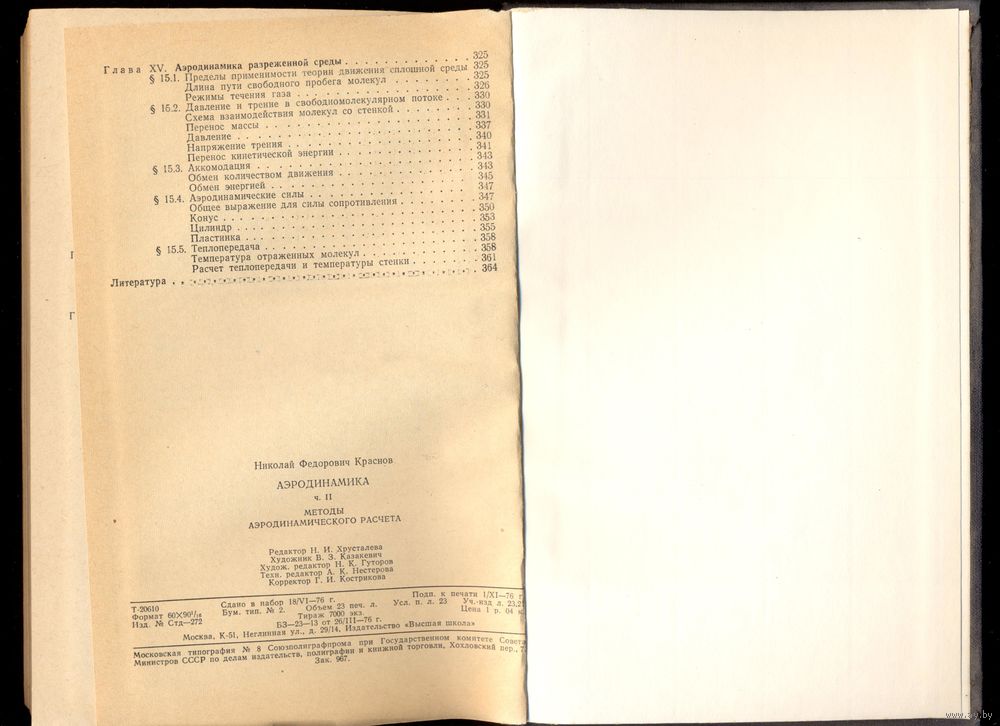 Глава XV. Аэродинамика разреженной среды . . . . . . . . . . . . . 325
§ 15.1. Пределы применимости теории движения сплошной среды 325
Длина пути свободного пробега молекул . . . . . . . . . 325
Режимы течения газа . . . . . . . . . . . . . . . . . . . 326
§ 15.2. Давление и трение в свободномолекулярном потоке . . . 330
Схема взаимодействия молекул со стенкой . . . . . . . . 330
Перенос массы . . . . . . . . . . . . . . . . . . . . . . 331
Давление . . . . . . . . . . . . . . . . . . . . . . . . . 337
Напряжение трения . . . . . . . . . . . . . . . . . . . . 340
Перенос кинетической энергии . . . . . . . . . . . . . . 341
§ 15.3. Аккомодация . . . . . . . . . . . . . . . . . . . . . . . 343
Обмен количеством движения . . . . . . . . . . . . . . . 343
Обмен энергией . . . . . . . . . . . . . . . . . . . . . . 345
§ 15.4. Аэродинамические силы . . . . . . . . . . . . . . . . . . 347
Общее выражение для силы сопротивления . . . . . . . . 347
Конус . . . . . . . . . . . . . . . . . . . . . . . . . . . 350
Цилиндр . . . . . . . . . . . . . . . . . . . . . . . . . . 353
Пластинка . . . . . . . . . . . . . . . . . . . . . . . . . 355
§ 15.5. Теплопередача . . . . . . . . . . . . . . . . . . . . . . 358
Температура отраженных молекул . . . . . . . . . . . . . 358
Расчет теплопередачи и температуры стенки . . . . . . . 361
Литература . . . . . . . . . . . . . . . . . . . . . . . . . . . 364
Николай Федорович Краснов
АЭРОДИНАМИКА
ч. II
МЕТОДЫ
АЭРОДИНАМИЧЕСКОГО РАСЧЕТА
Редактор Н. И. Хрусталева
Художник В. З. Казакевич
Худож. редактор Н. К. Гуторов
Техн. редактор А. К. Нестерова
Корректор Г. И. Кострикова
Т-20610 Сдано в набор 18/VI—76 г. Подп. к печати 1/XI—76 г
Формат 60×90¹/₁₆ Бум. тип. № 2. Объем 23 печ. л. Усл. п. л. 23 Уч.-изд л. 23,2
Изд. № Стд—272 Тираж 7000 экз. Цена 1 р. 04 к
БЗ—23—13 от 26/III—76 г.
Москва, К-51, Неглинная ул., д. 29/14, Издательство «Высшая школа»
Московская типография № 8 Союзполиграфпрома при Государственном комитете Совета
Министров СССР по делам издательств, полиграфии и книжной торговли, Хохловский пер., 7
Зак. 967.
www.ay.by